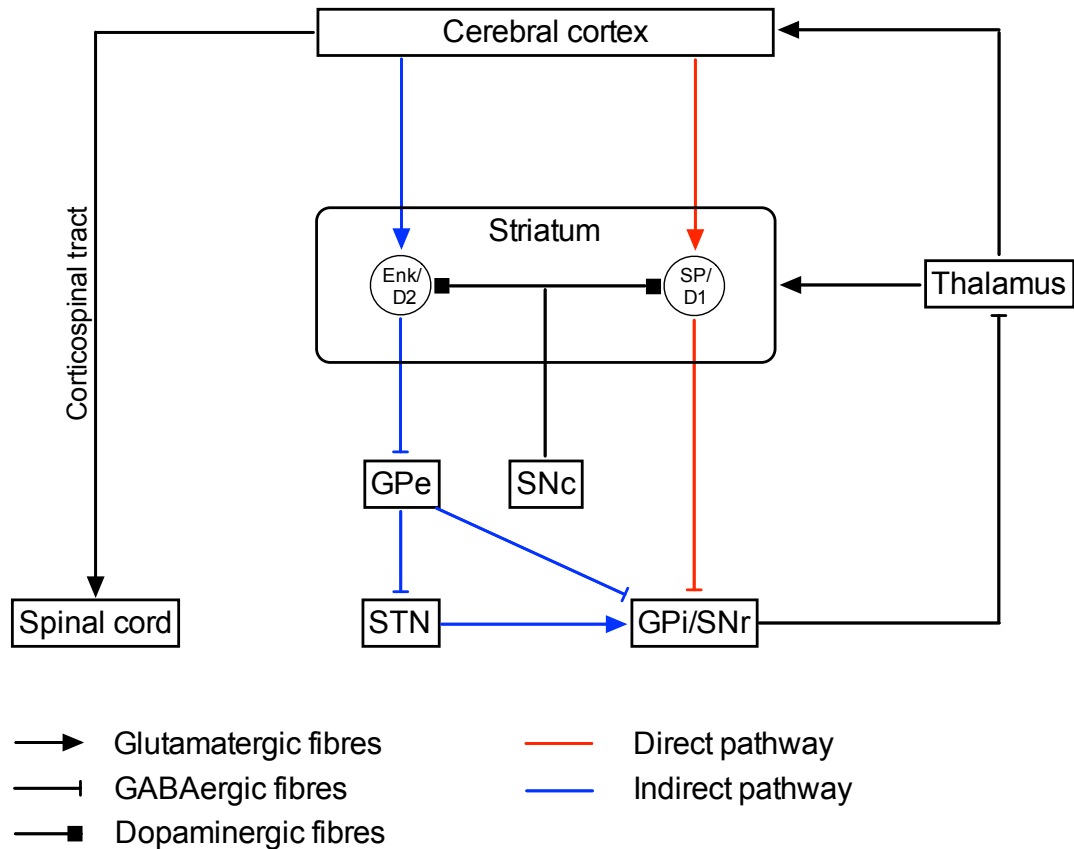 Cerebral cortex
Corticospinal tract
Striatum
Enk/
D2
SP/
D1
Thalamus
GPe
SNc
Spinal cord
STN
GPi/SNr
Glutamatergic fibres
Direct pathway
GABAergic fibres
Indirect pathway
Dopaminergic fibres